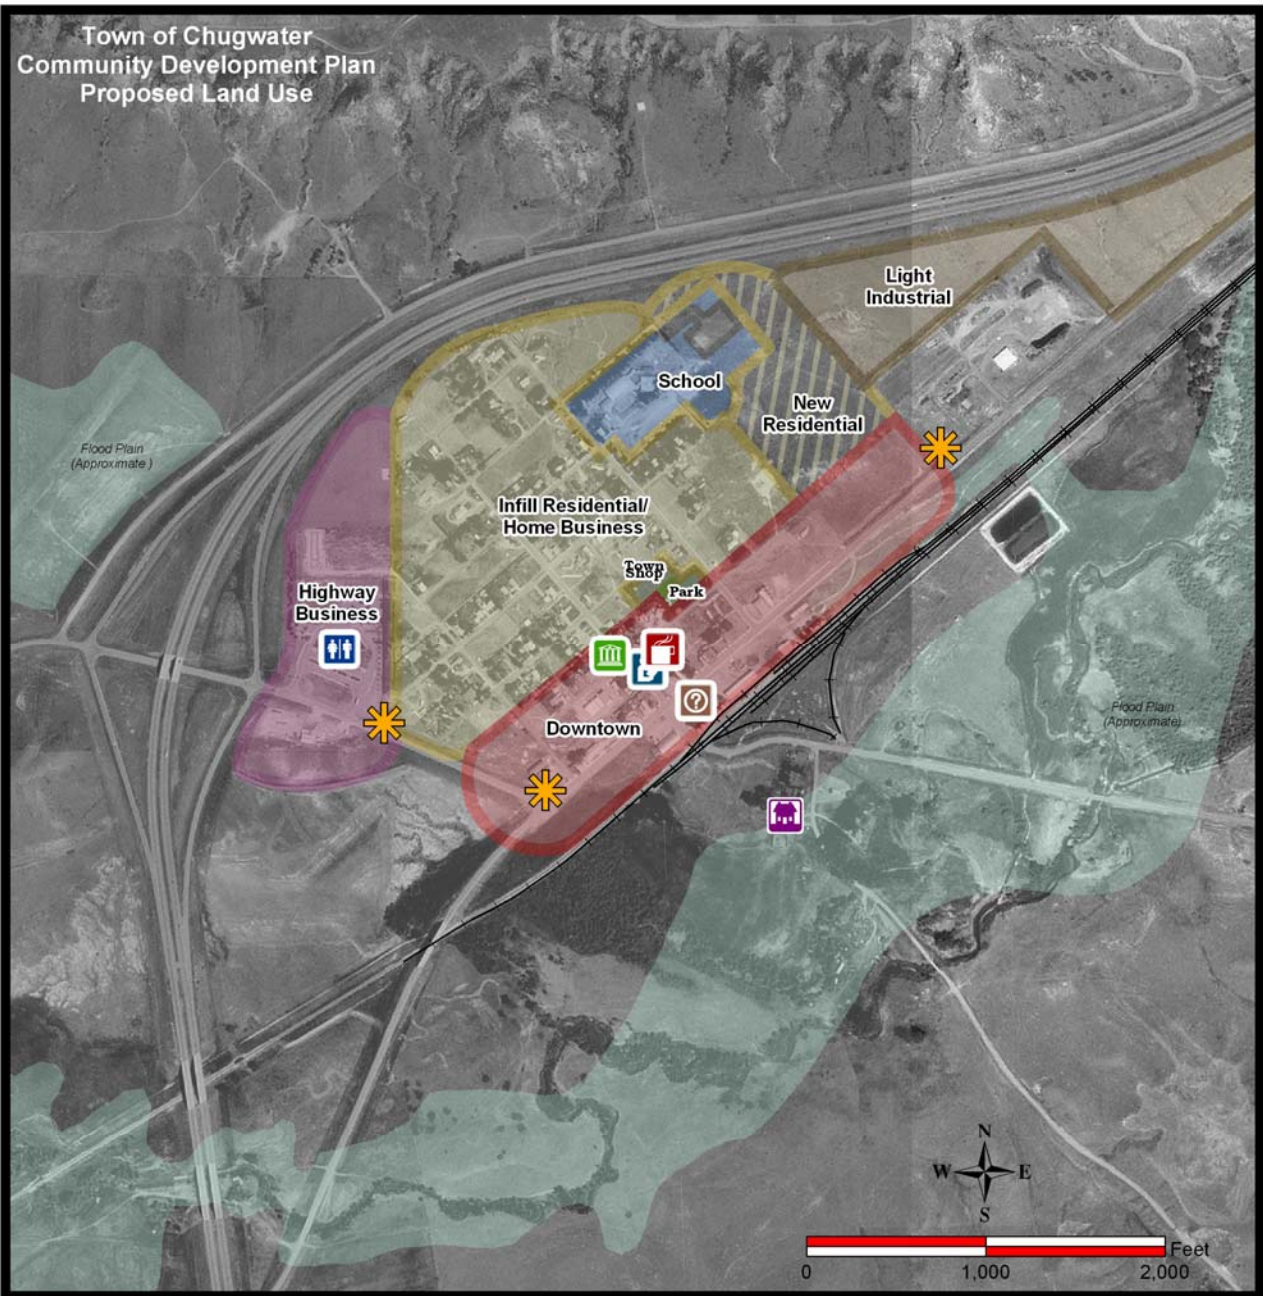 Town of Chugwater
Community Development Plan
Proposed Land Use
Light
Industrial
School
New
Residential
Flood Plain
(Approximate )
Infill Residential/
Home Business
Town
Shop
Park
Highway
Business
?
Flood Plain
(Approximate)
Downtown
N
W
E
S
Feet
0
1,000
2,000